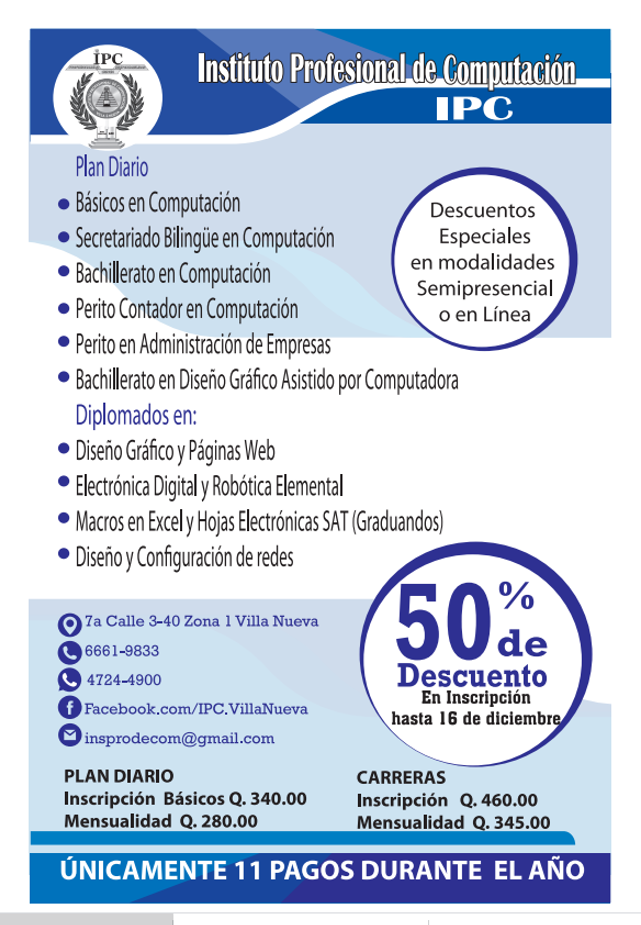 IPC
Instituto Profesional de Computación
IPC
Plan Diario
Básicos en Computación
Secretariado Bilingüe en Computación
Bachillerato en Computación
Perito Contador en Computación
Perito en Administración de Empresas
Bachillerato en Diseño Gráfico Asistido por Computadora
Descuentos
Especiales
en modalidades
Semipresencial
o en Línea
Diplomados en:
Diseño Gráfico y Páginas Web
Electrónica Digital y Robótica Elemental
Macros en Excel y Hojas Electrónicas SAT (Graduandos)
Diseño y Configuración de redes
50%
de
Descuento
En Inscripción
hasta 16 de diciembre
7a Calle 3-40 Zona 1 Villa Nueva
6661-9833
4724-4900
Facebook.com/IPC.VillaNueva
insprodecom@gmail.com
PLAN DIARIO
Inscripción Básicos Q. 340.00
Mensualidad Q. 280.00
CARRERAS
Inscripción Q. 460.00
Mensualidad Q. 345.00
ÚNICAMENTE 11 PAGOS DURANTE EL AÑO